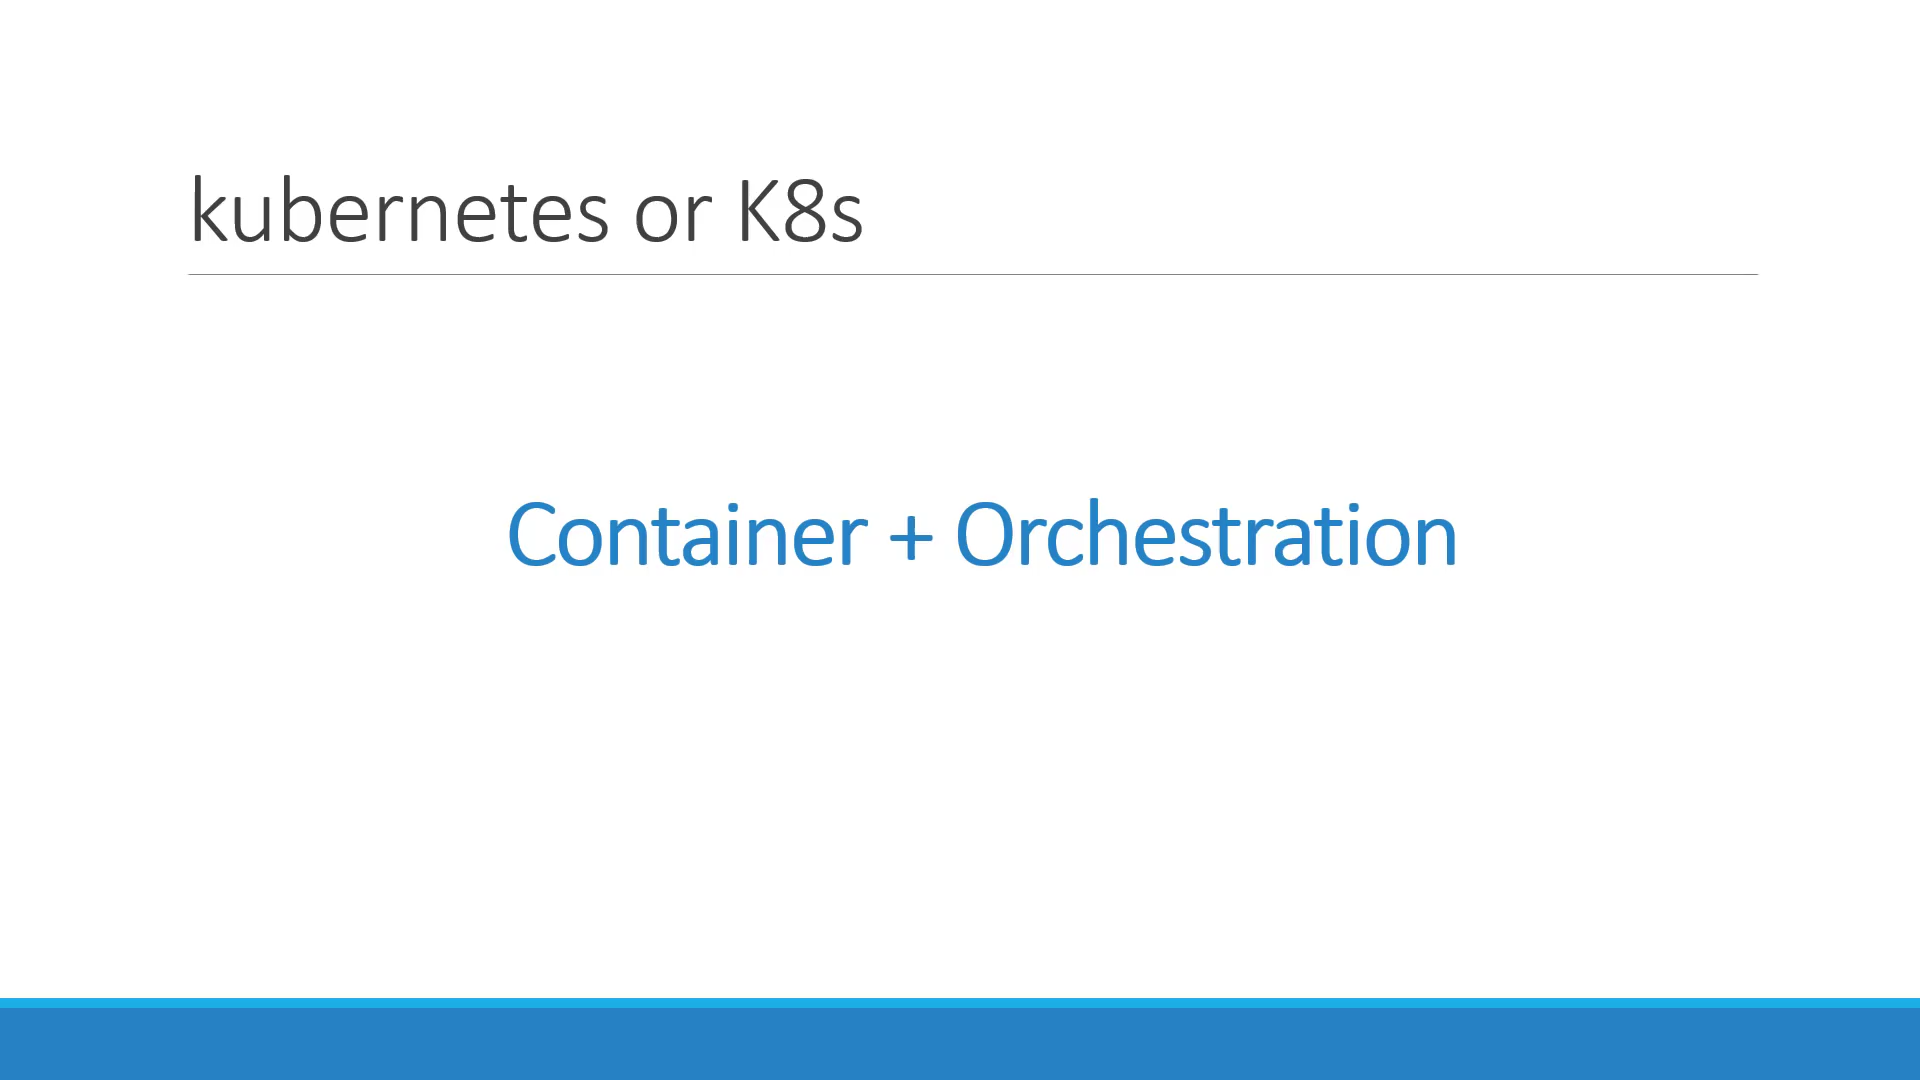 kubernetes or K8s
Container + Orchestration